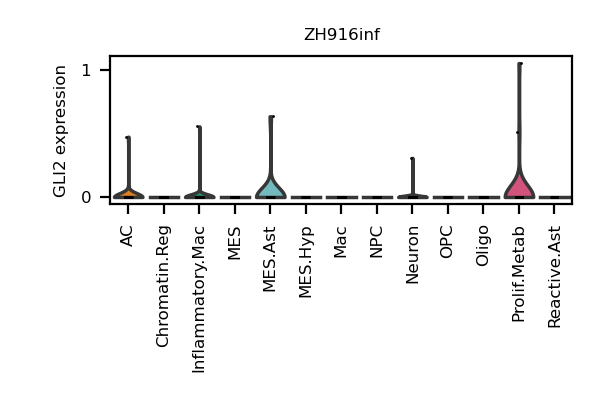 ZH916inf
GLI2 expression
1
0
AC
Chromatin.Reg
Inflammatory.Mac
MES
MES.Ast
MES.Hyp
Mac
NPC
Neuron
OPC
Oligo
Prolif.Metab
Reactive.Ast